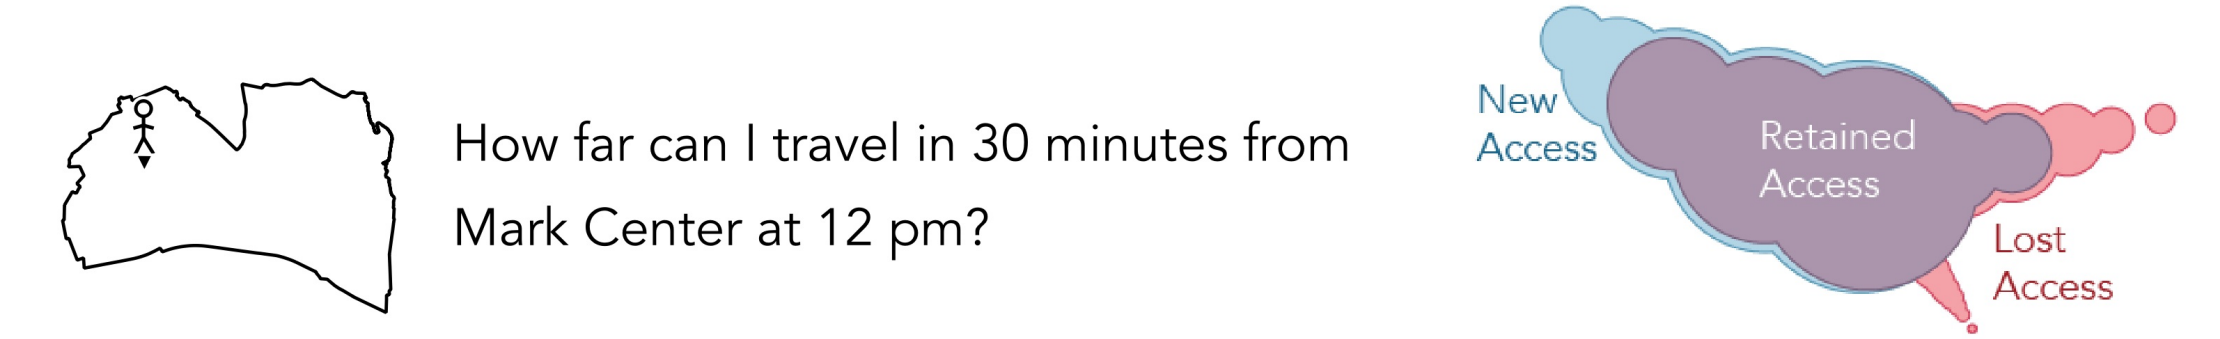 How far can I travel in 30 minutes from
Mark Center at 12 pm?
New
Access
Retained
Access
Lost
Access